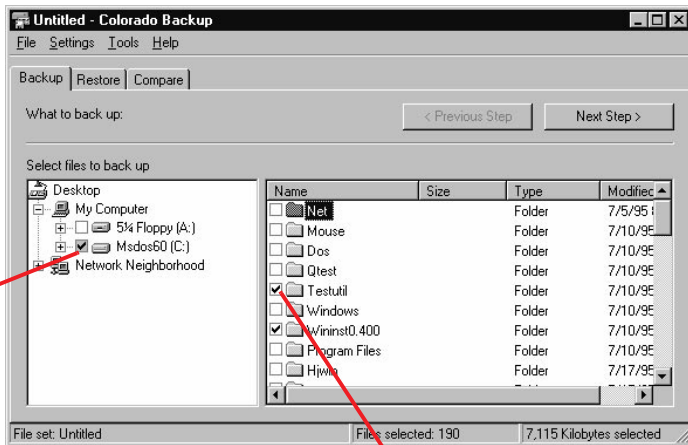 Untitled - Colorado Backup
File Settings Tools Help
Backup Restore Compare
What to back up:
< Previous Step
Next Step >
Select files to back up
Desktop
My Computer
5¼ Floppy (A:)
Msdos60 (C:)
Network Neighborhood
Name Size Type Modified
Net Folder 7/5/95
Mouse Folder 7/10/95
Dos Folder 7/10/95
Qtest Folder 7/10/95
Testutil Folder 7/10/95
Windows Folder 7/10/95
Wininst0.400 Folder 7/10/95
Program Files Folder 7/10/95
Hjwin Folder 7/17/95
File set: Untitled
Files selected: 190
7,115 Kilobytes selected